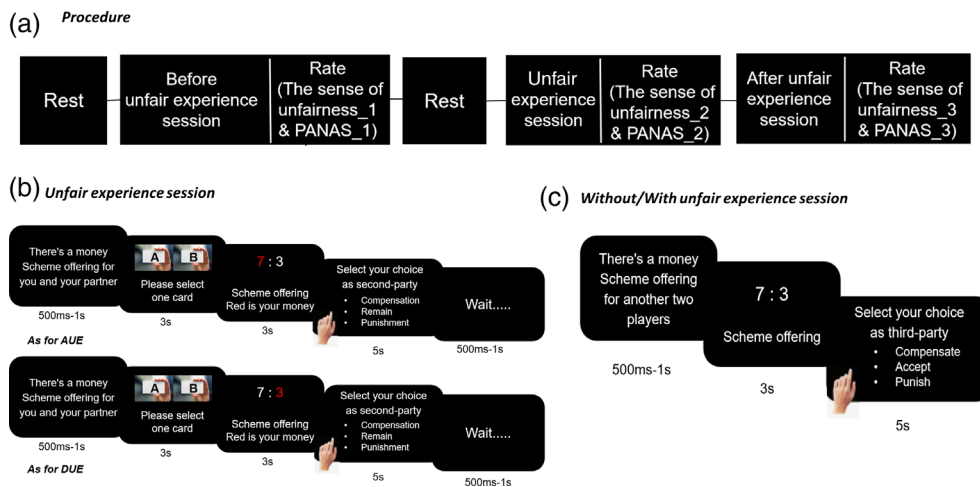 (a) Procedure
Rest
Before
unfair experience
session
Rate
(The sense of
unfairness_1
& PANAS_1)
Rest
Unfair
experience
session
Rate
(The sense of
unfairness_2
& PANAS_2)
After unfair
experience
session
Rate
(The sense of
unfairness_3
& PANAS_3)
(b) Unfair experience session
There's a money
Scheme offering for
you and your partner
500ms-1s
A B
Please select
one card
3s
7 : 3
Scheme offering
Red is your money
3s
Select your choice
as second-party
• Compensation
• Remain
• Punishment
5s
Wait.....
500ms-1s
As for AUE
There's a money
Scheme offering for
you and your partner
500ms-1s
A B
Please select
one card
3s
7 : 3
Scheme offering
Red is your money
3s
Select your choice
as second-party
• Compensation
• Remain
• Punishment
5s
Wait.....
500ms-1s
As for DUE
(c) Without/With unfair experience session
There's a money
Scheme offering
for another two
players
500ms-1s
7 : 3
Scheme offering
3s
Select your choice
as third-party
• Compensate
• Accept
• Punish
5s